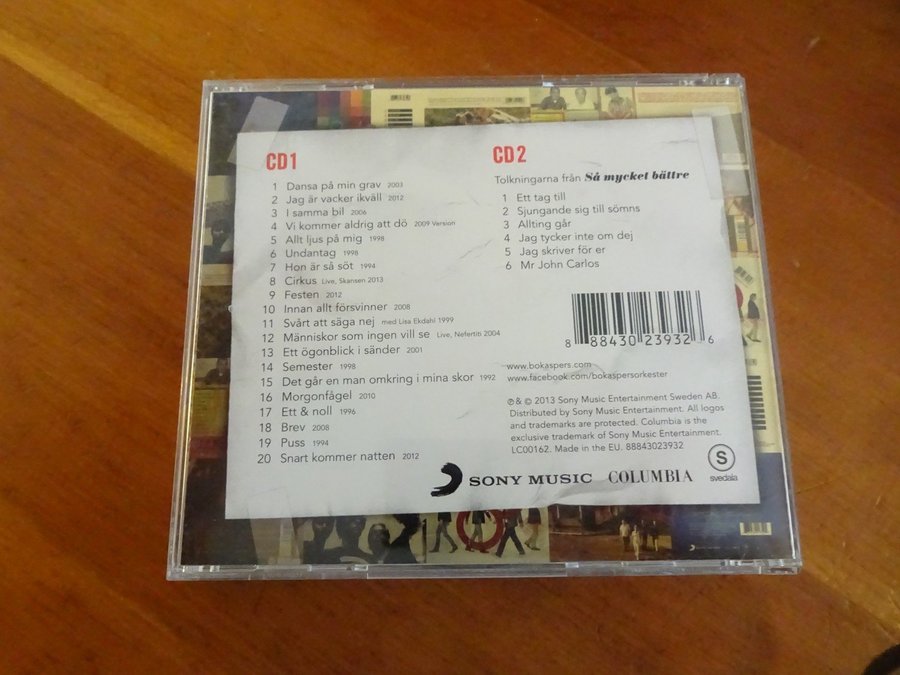 CD1
1 Dansa på min grav 2003
2 Jag är vacker ikväll 2012
3 I samma bil 2006
4 Vi kommer aldrig att dö 2009 Version
5 Allt ljus på mig 1998
6 Undantag 1998
7 Hon är så söt 1994
8 Cirkus Live, Skansen 2013
9 Festen 2012
10 Innan allt försvinner 2008
11 Svårt att säga nej med Lisa Ekdahl 1999
12 Människor som ingen vill se Live, Nefertiti 2004
13 Ett ögonblick i sänder 2001
14 Semester 1998
15 Det går en man omkring i mina skor 1992
16 Morgonfågel 2010
17 Ett & noll 1996
18 Brev 2008
19 Puss 1994
20 Snart kommer natten 2012
CD2
Tolkningarna från Så mycket bättre
1 Ett tag till
2 Sjungande sig till sömns
3 Allting går
4 Jag tycker inte om dej
5 Jag skriver för er
6 Mr John Carlos
8 88430 23932 6
www.bokaspers.com
www.facebook.com/bokaspersorkester
℗ & © 2013 Sony Music Entertainment Sweden AB.
Distributed by Sony Music Entertainment. All logos
and trademarks are protected. Columbia is the
exclusive trademark of Sony Music Entertainment.
LC00162. Made in the EU. 88843023932
SONY MUSIC COLUMBIA
S
svedala